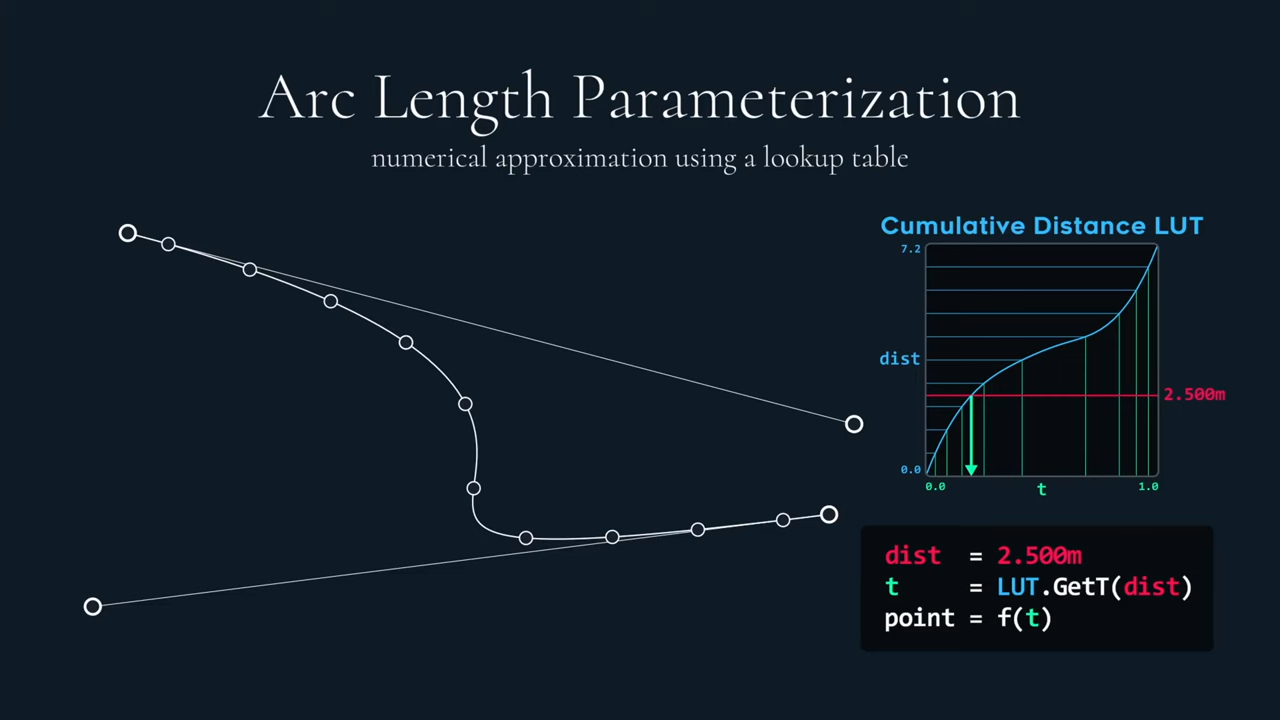 Arc Length Parameterization
numerical approximation using a lookup table
Cumulative Distance LUT
7.2
dist
2.500m
0.0
0.0
t
1.0
dist = 2.500m
t = LUT.GetT(dist)
point = f(t)